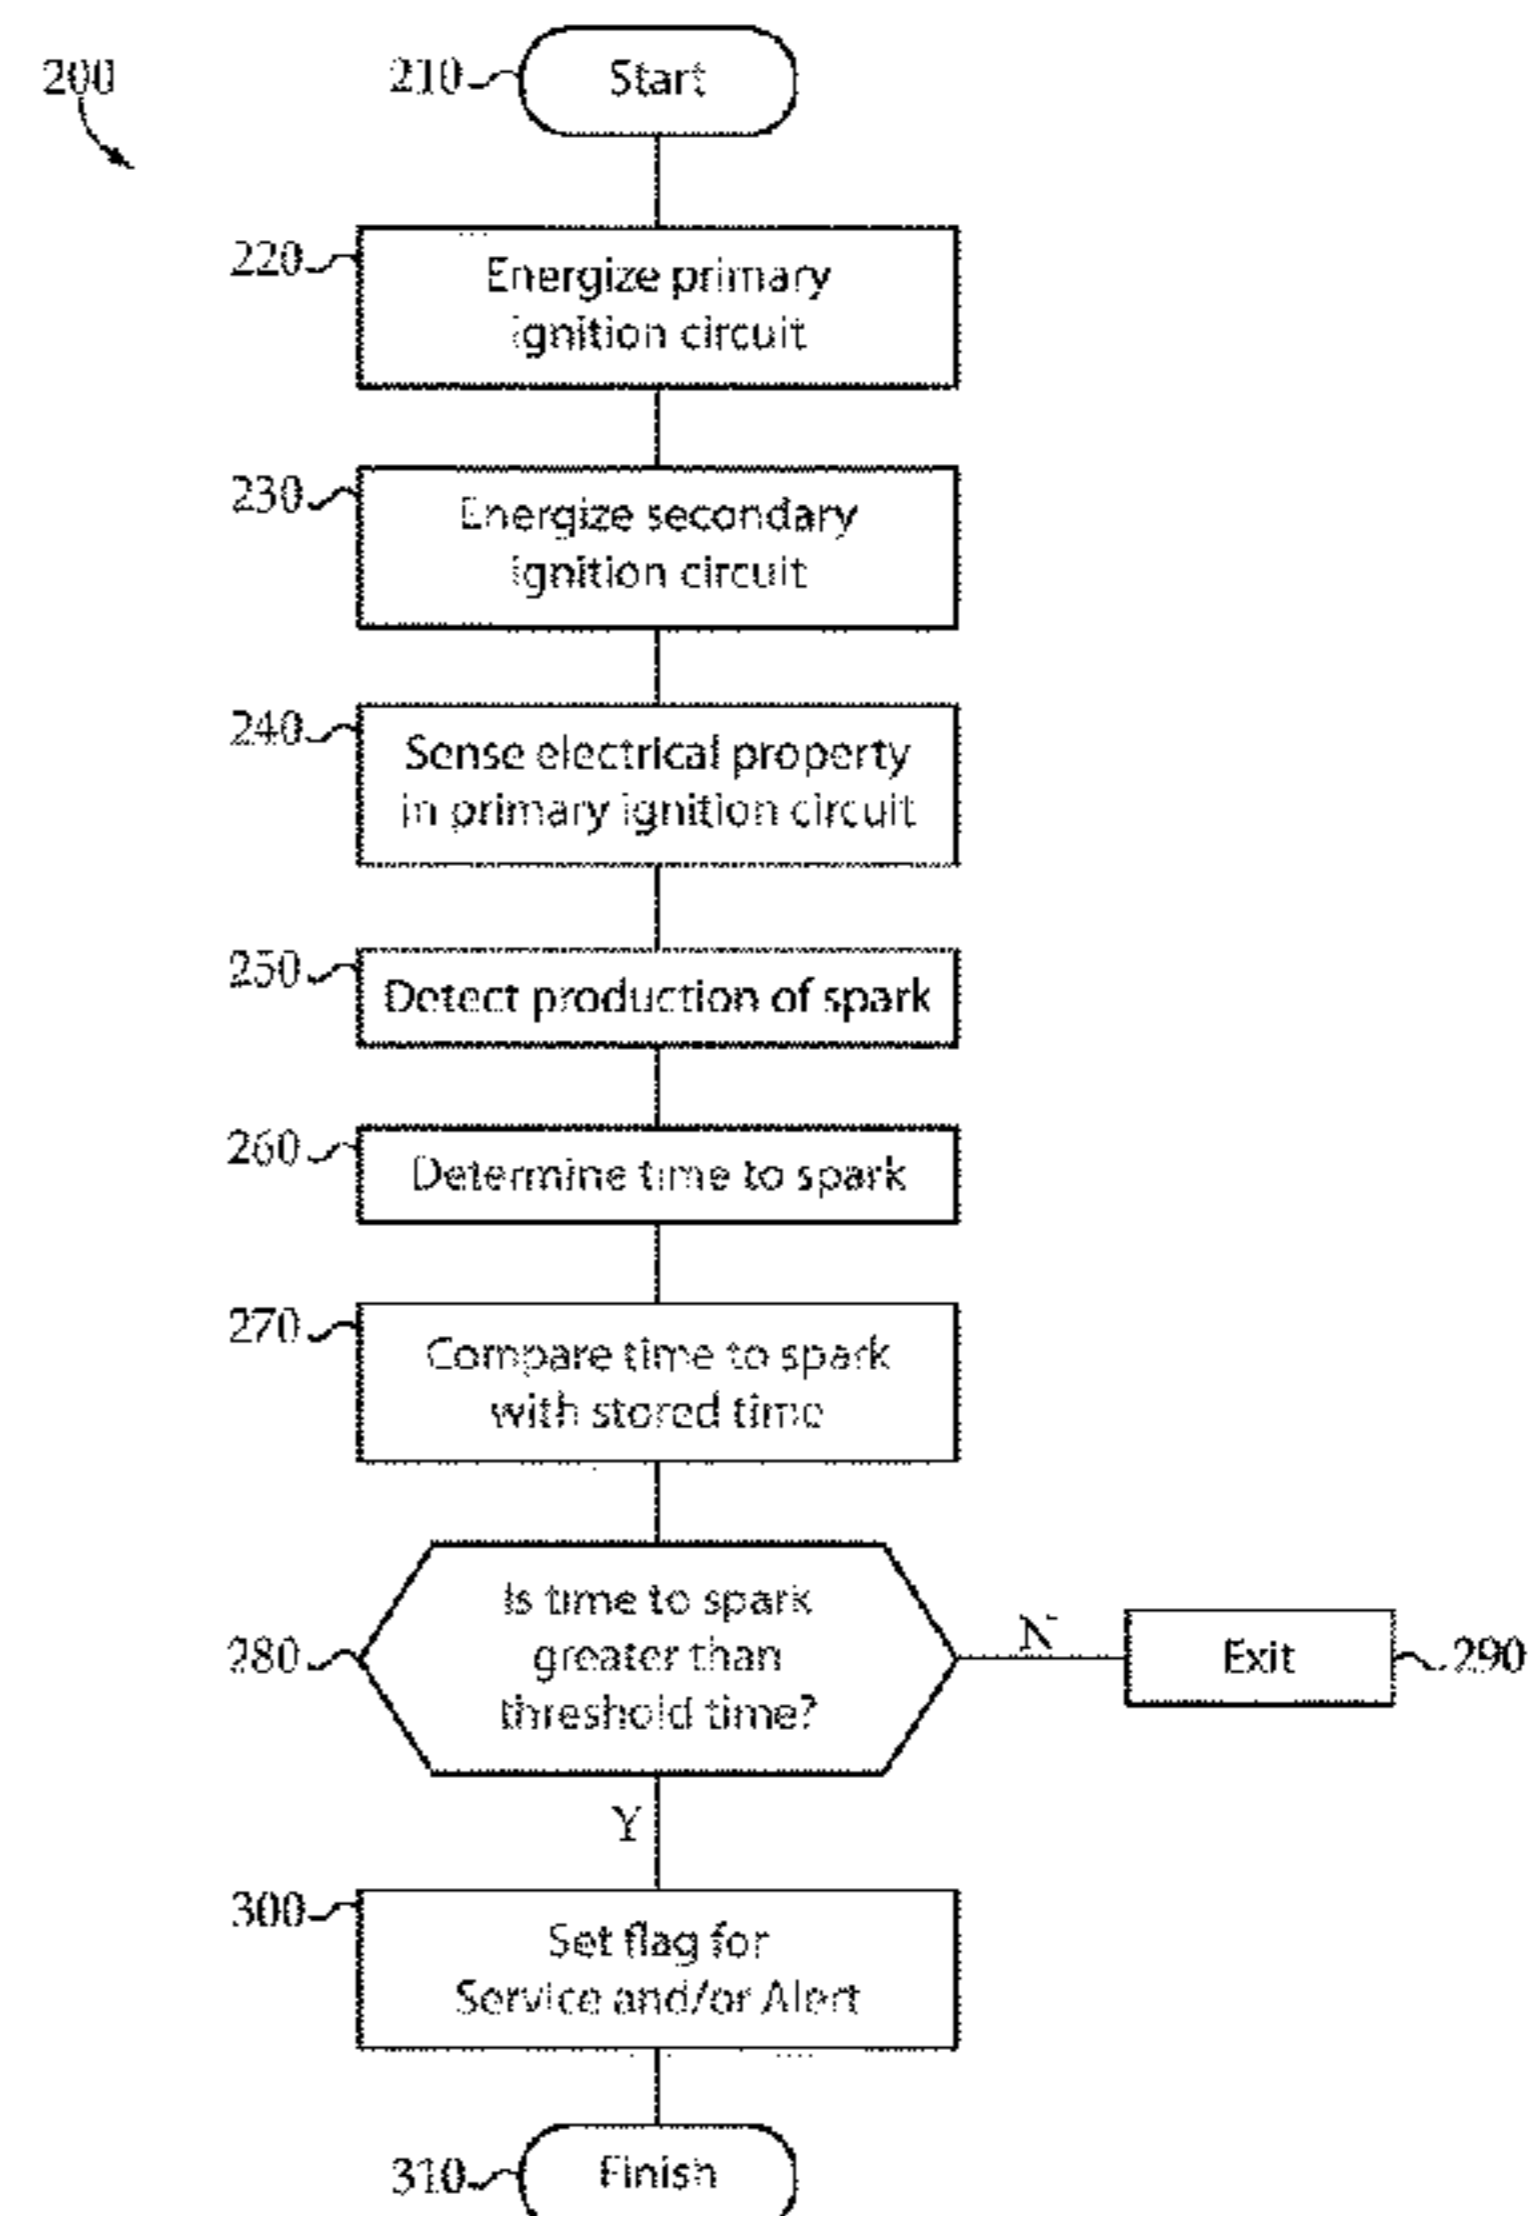 200
210
Start
220
Energize primary
ignition circuit
230
Energize secondary
ignition circuit
240
Sense electrical property
in primary ignition circuit
250
Detect production of spark
260
Determine time to spark
270
Compare time to spark
with stored time
280
Is time to spark
greater than
threshold time?
N
Exit
290
Y
300
Set flag for
Service and/or Alert
310
Finish